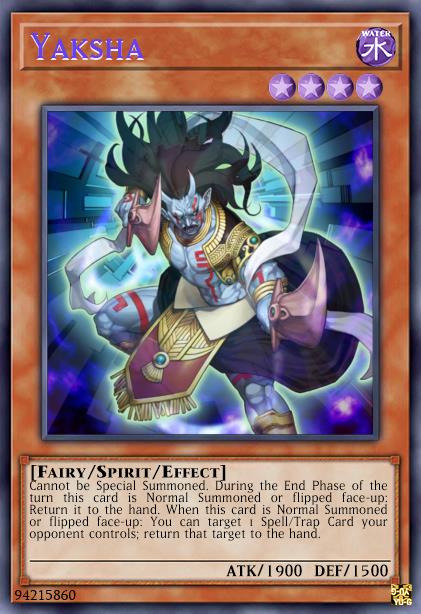 Yaksha
WATER
水
[Fairy/Spirit/Effect]
Cannot be Special Summoned. During the End Phase of the
turn this card is Normal Summoned or flipped face-up:
Return it to the hand. When this card is Normal Summoned
or flipped face-up: You can target 1 Spell/Trap Card your
opponent controls; return that target to the hand.
ATK/1900 DEF/1500
94215860